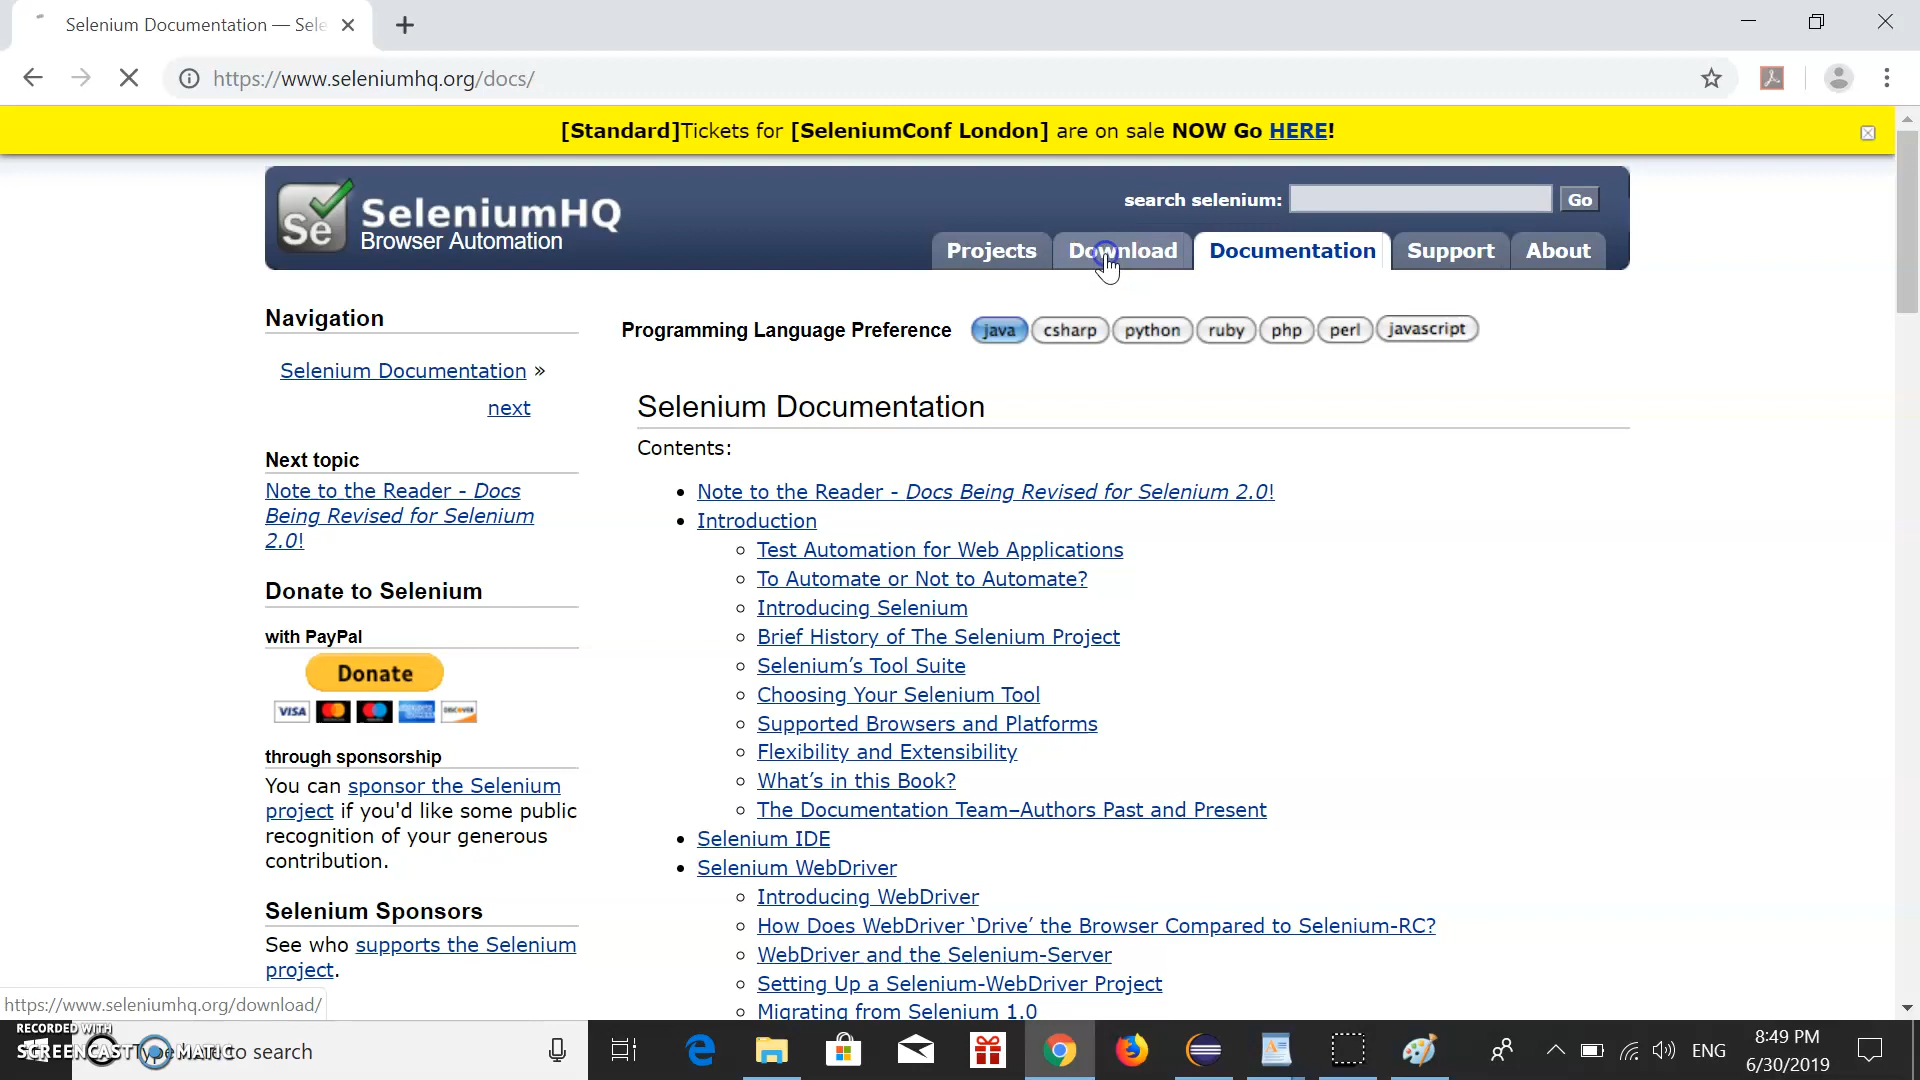 Selenium Documentation — Sele
https://www.seleniumhq.org/docs/
[Standard]Tickets for [SeleniumConf London] are on sale NOW Go HERE!
Se
SeleniumHQ
Browser Automation
search selenium:
Go
Projects
Download
Documentation
Support
About
Navigation
Selenium Documentation »
next
Next topic
Note to the Reader - Docs
Being Revised for Selenium
2.0!
Donate to Selenium
with PayPal
Donate
VISA
DISCOVER
through sponsorship
You can sponsor the Selenium
project if you'd like some public
recognition of your generous
contribution.
Selenium Sponsors
See who supports the Selenium
project.
Programming Language Preference
java
csharp
python
ruby
php
perl
javascript
Selenium Documentation
Contents:
Note to the Reader - Docs Being Revised for Selenium 2.0!
Introduction
Test Automation for Web Applications
To Automate or Not to Automate?
Introducing Selenium
Brief History of The Selenium Project
Selenium’s Tool Suite
Choosing Your Selenium Tool
Supported Browsers and Platforms
Flexibility and Extensibility
What’s in this Book?
The Documentation Team—Authors Past and Present
Selenium IDE
Selenium WebDriver
Introducing WebDriver
How Does WebDriver ‘Drive’ the Browser Compared to Selenium-RC?
WebDriver and the Selenium-Server
Setting Up a Selenium-WebDriver Project
Migrating from Selenium 1.0
https://www.seleniumhq.org/download/
RECORDED WITH
SCREENCAST MATIC
Type here to search
ENG
8:49 PM
6/30/2019